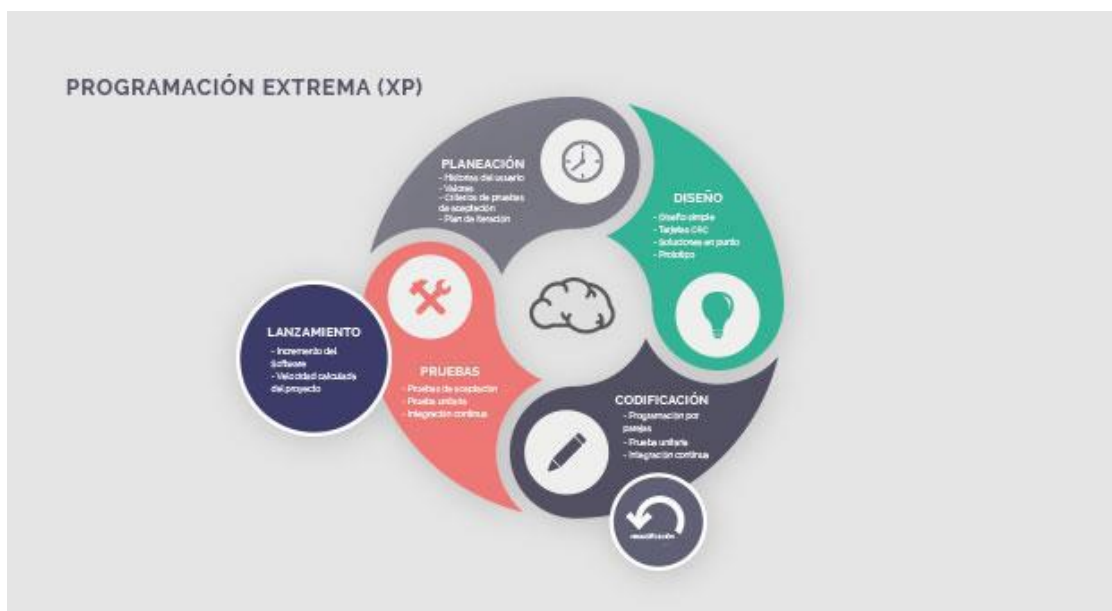 PROGRAMACIÓN EXTREMA (XP)
PLANEACIÓN
- Historias del usuario
- Valores
- Criterios de pruebas
de aceptación
- Plan de iteración
DISEÑO
- Diseño simple
- Tarjetas CRC
- Soluciones en punto
- Prototipo
CODIFICACIÓN
- Programación por
parejas
- Prueba unitaria
- Integración continua
PRUEBAS
- Pruebas de aceptación
- Prueba unitaria
- Integración continua
LANZAMIENTO
- Incremento del
Software
- Velocidad calculada
del proyecto